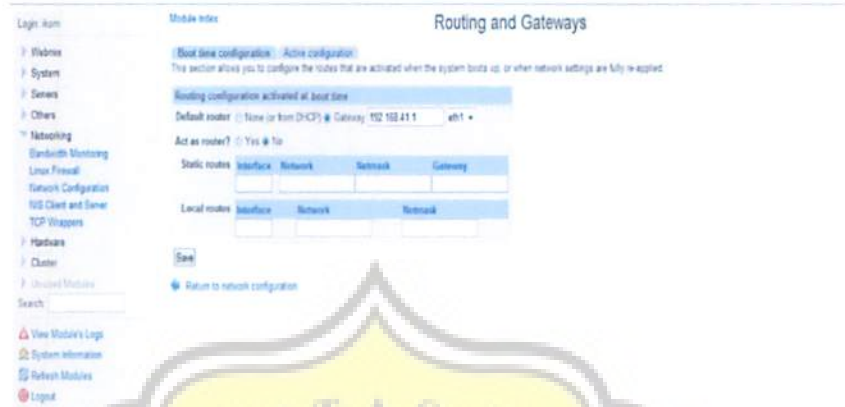 Login: ikom
Webmin
System
Servers
Others
Networking
Bandwidth Monitoring
Linux Firewall
Network Configuration
NIS Client and Server
TCP Wrappers
Hardware
Cluster
Unused Modules
Search:
View Module's Logs
System Information
Refresh Modules
Logout
Module Index
Routing and Gateways
Boot time configuration Active configuration
This section allows you to configure the routes that are activated when the system boots up, or when network settings are fully re-applied.
Routing configuration activated at boot time
Default router None (or from DHCP) Gateway 192.168.41.1 eth1
Act as router? Yes No
Static routes Interface Network Netmask Gateway
Local routes Interface Network Netmask
Save
Return to network configuration